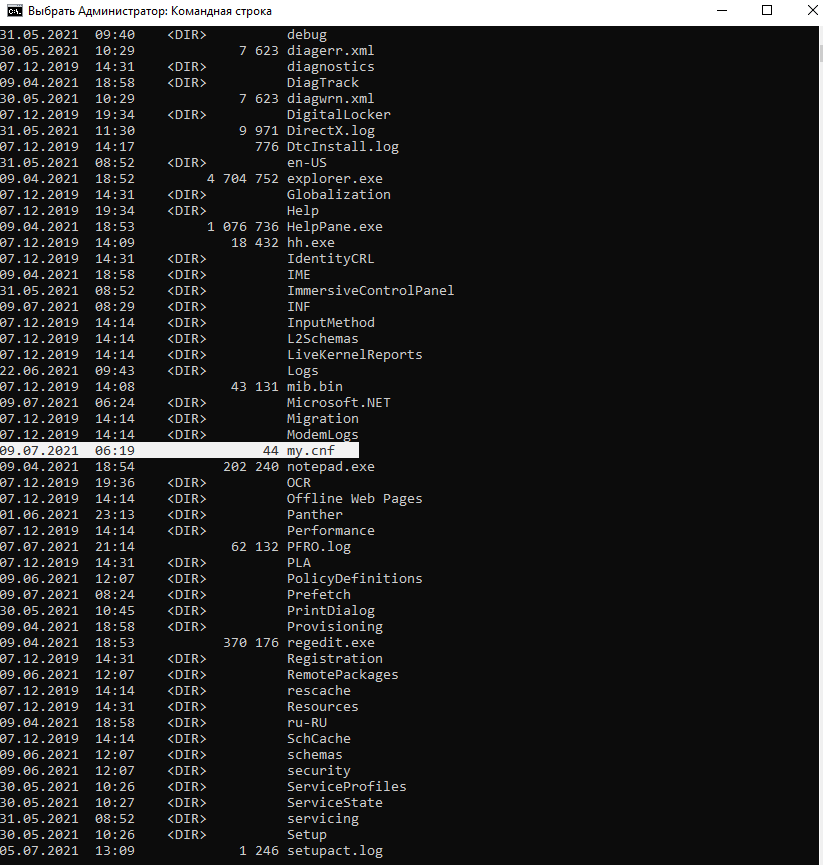 Выбрать Администратор: Командная строка
31.05.2021 09:40 <DIR> debug
30.05.2021 10:29 7 623 diagerr.xml
07.12.2019 14:31 <DIR> diagnostics
09.04.2021 18:58 <DIR> DiagTrack
30.05.2021 10:29 7 623 diagwrn.xml
07.12.2019 19:34 <DIR> DigitalLocker
31.05.2021 11:30 9 971 DirectX.log
07.12.2019 14:17 776 DtcInstall.log
31.05.2021 08:52 <DIR> en-US
09.04.2021 18:52 4 704 752 explorer.exe
07.12.2019 14:31 <DIR> Globalization
07.12.2019 19:34 <DIR> Help
09.04.2021 18:53 1 076 736 HelpPane.exe
07.12.2019 14:09 18 432 hh.exe
07.12.2019 14:31 <DIR> IdentityCRL
09.04.2021 18:58 <DIR> IME
31.05.2021 08:52 <DIR> ImmersiveControlPanel
09.07.2021 08:29 <DIR> INF
07.12.2019 14:14 <DIR> InputMethod
07.12.2019 14:14 <DIR> L2Schemas
07.12.2019 14:14 <DIR> LiveKernelReports
22.06.2021 09:43 <DIR> Logs
07.12.2019 14:08 43 131 mib.bin
09.07.2021 06:24 <DIR> Microsoft.NET
07.12.2019 14:14 <DIR> Migration
07.12.2019 14:14 <DIR> ModemLogs
09.07.2021 06:19 44 my.cnf
09.04.2021 18:54 202 240 notepad.exe
07.12.2019 19:36 <DIR> OCR
07.12.2019 14:14 <DIR> Offline Web Pages
01.06.2021 23:13 <DIR> Panther
07.12.2019 14:14 <DIR> Performance
07.07.2021 21:14 62 132 PFRO.log
07.12.2019 14:31 <DIR> PLA
09.06.2021 12:07 <DIR> PolicyDefinitions
09.07.2021 08:24 <DIR> Prefetch
30.05.2021 10:45 <DIR> PrintDialog
09.04.2021 18:58 <DIR> Provisioning
09.04.2021 18:53 370 176 regedit.exe
07.12.2019 14:31 <DIR> Registration
09.06.2021 12:07 <DIR> RemotePackages
07.12.2019 14:14 <DIR> rescache
07.12.2019 14:31 <DIR> Resources
09.04.2021 18:58 <DIR> ru-RU
07.12.2019 14:14 <DIR> SchCache
09.06.2021 12:07 <DIR> schemas
09.06.2021 12:07 <DIR> security
30.05.2021 10:26 <DIR> ServiceProfiles
30.05.2021 10:27 <DIR> ServiceState
31.05.2021 08:52 <DIR> servicing
30.05.2021 10:26 <DIR> Setup
05.07.2021 13:09 1 246 setupact.log